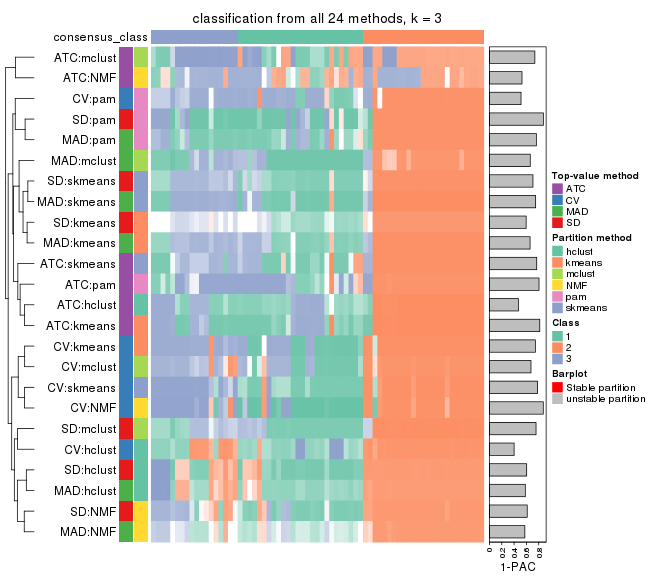 classification from all 24 methods, k = 3
consensus_class
ATC:mclust
ATC:NMF
CV:pam
SD:pam
MAD:pam
MAD:mclust
SD:skmeans
MAD:skmeans
SD:kmeans
MAD:kmeans
ATC:skmeans
ATC:pam
ATC:hclust
ATC:kmeans
CV:kmeans
CV:mclust
CV:skmeans
CV:NMF
SD:mclust
CV:hclust
SD:hclust
MAD:hclust
SD:NMF
MAD:NMF
0
0.2
0.4
0.6
0.8
1-PAC
Top-value method
ATC
CV
MAD
SD
Partition method
hclust
kmeans
mclust
NMF
pam
skmeans
Class
1
2
3
Barplot
Stable partition
unstable partition